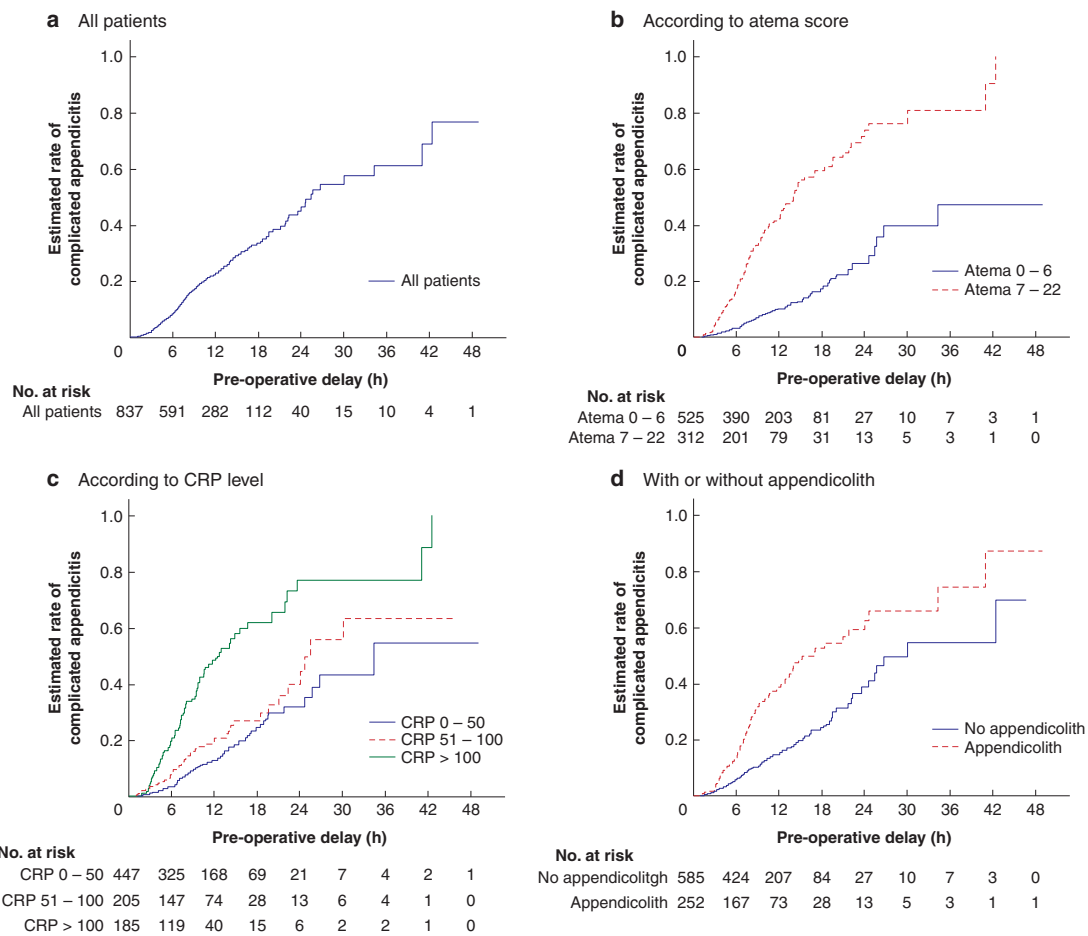 a All patients
1.0
0.8
0.6
0.4
0.2
0
6 12 18 24 30 36 42 48
Estimated rate of
complicated appendicitis
All patients
Pre-operative delay (h)
No. at risk
All patients 837 591 282 112 40 15 10 4 1
b According to atema score
1.0
0.8
0.6
0.4
0.2
0
6 12 18 24 30 36 42 48
Estimated rate of
complicated appendicitis
Atema 0 – 6
Atema 7 – 22
Pre-operative delay (h)
No. at risk
Atema 0 – 6 525 390 203 81 27 10 7 3 1
Atema 7 – 22 312 201 79 31 13 5 3 1 0
c According to CRP level
1.0
0.8
0.6
0.4
0.2
0
6 12 18 24 30 36 42 48
Estimated rate of
complicated appendicitis
CRP 0 – 50
CRP 51 – 100
CRP > 100
Pre-operative delay (h)
No. at risk
CRP 0 – 50 447 325 168 69 21 7 4 2 1
CRP 51 – 100 205 147 74 28 13 6 4 1 0
CRP > 100 185 119 40 15 6 2 2 1 0
d With or without appendicolith
1.0
0.8
0.6
0.4
0.2
0
6 12 18 24 30 36 42 48
Estimated rate of
complicated appendicitis
No appendicolith
Appendicolith
Pre-operative delay (h)
No. at risk
No appendicolitgh 585 424 207 84 27 10 7 3 0
Appendicolith 252 167 73 28 13 5 3 1 1